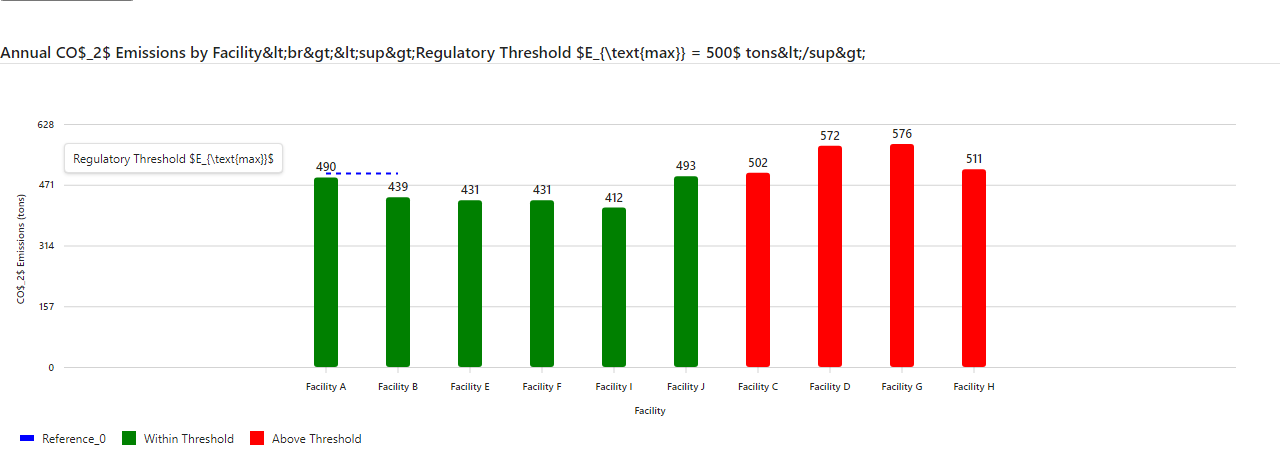 Annual CO$_2$ Emissions by Facility&lt;br&gt;&lt;sup&gt;Regulatory Threshold $E_{\text{max}} = 500$ tons&lt;/sup&gt;
628
471
314
157
0
CO$_2$ Emissions (tons)
Regulatory Threshold $E_{\text{max}}$
490
439
431
431
412
493
502
572
576
511
Facility A
Facility B
Facility E
Facility F
Facility I
Facility J
Facility C
Facility D
Facility G
Facility H
Facility
Reference_0
Within Threshold
Above Threshold